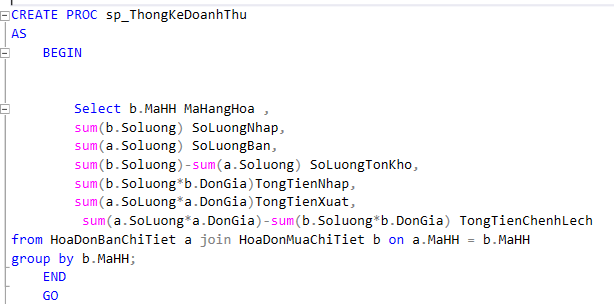 CREATE PROC sp_ThongKeDoanhThu
AS
BEGIN
Select b.MaHH MaHangHoa ,
sum(b.Soluong) SoLuongNhap,
sum(a.Soluong) SoLuongBan,
sum(b.Soluong)-sum(a.Soluong) SoLuongTonKho,
sum(b.Soluong*b.DonGia)TongTienNhap,
sum(a.SoLuong*a.DonGia)TongTienXuat,
sum(a.SoLuong*a.DonGia)-sum(b.Soluong*b.DonGia) TongTienChenhLech
from HoaDonBanChiTiet a join HoaDonMuaChiTiet b on a.MaHH = b.MaHH
group by b.MaHH;
END
GO